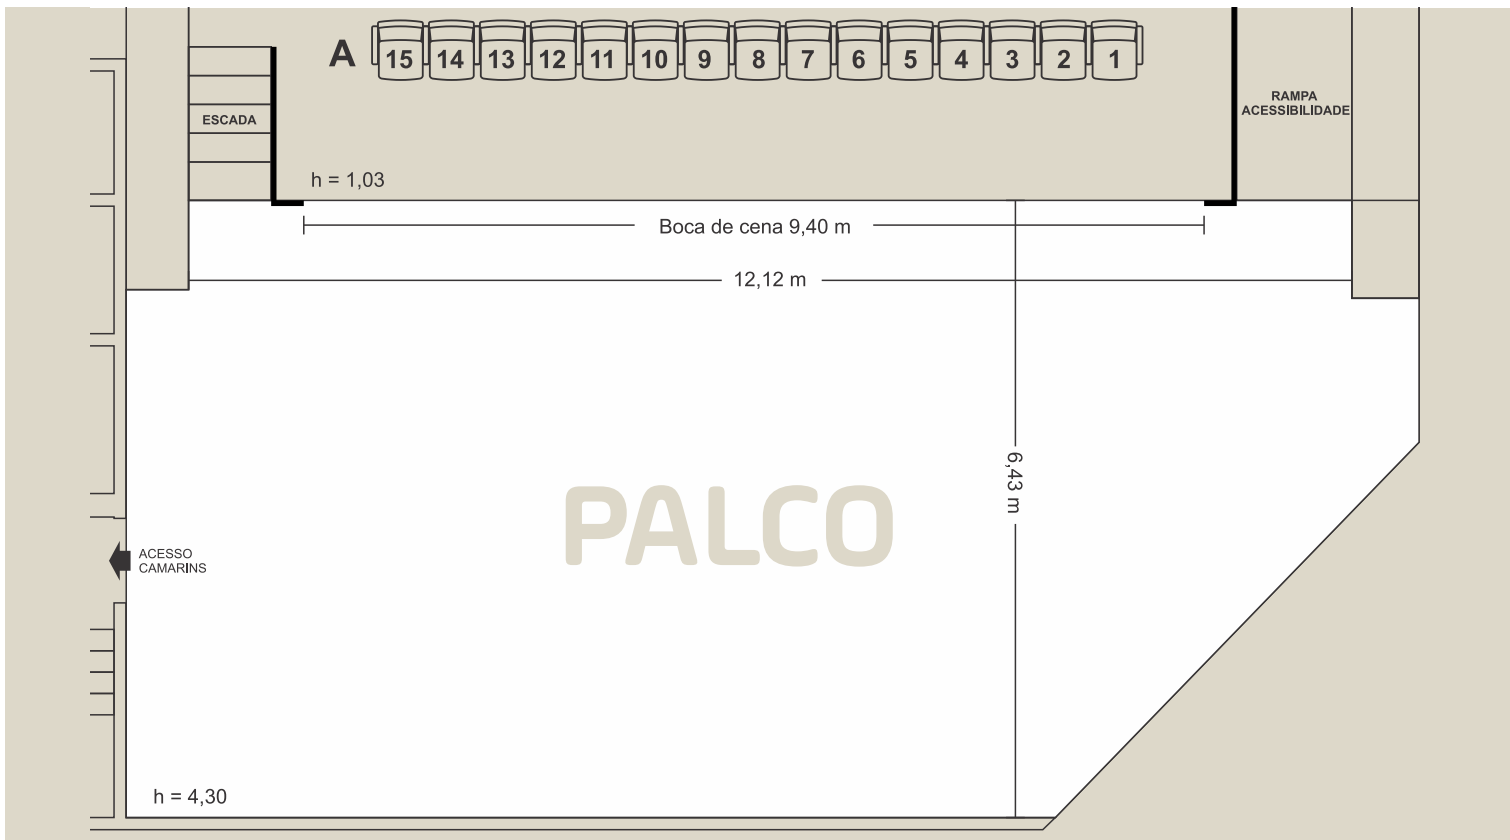 A 15 14 13 12 11 10 9 8 7 6 5 4 3 2 1
RAMPA
ACESSIBILIDADE
ESCADA
h = 1,03
Boca de cena 9,40 m
12,12 m
6,43 m
PALCO
ACESSO
CAMARINS
h = 4,30